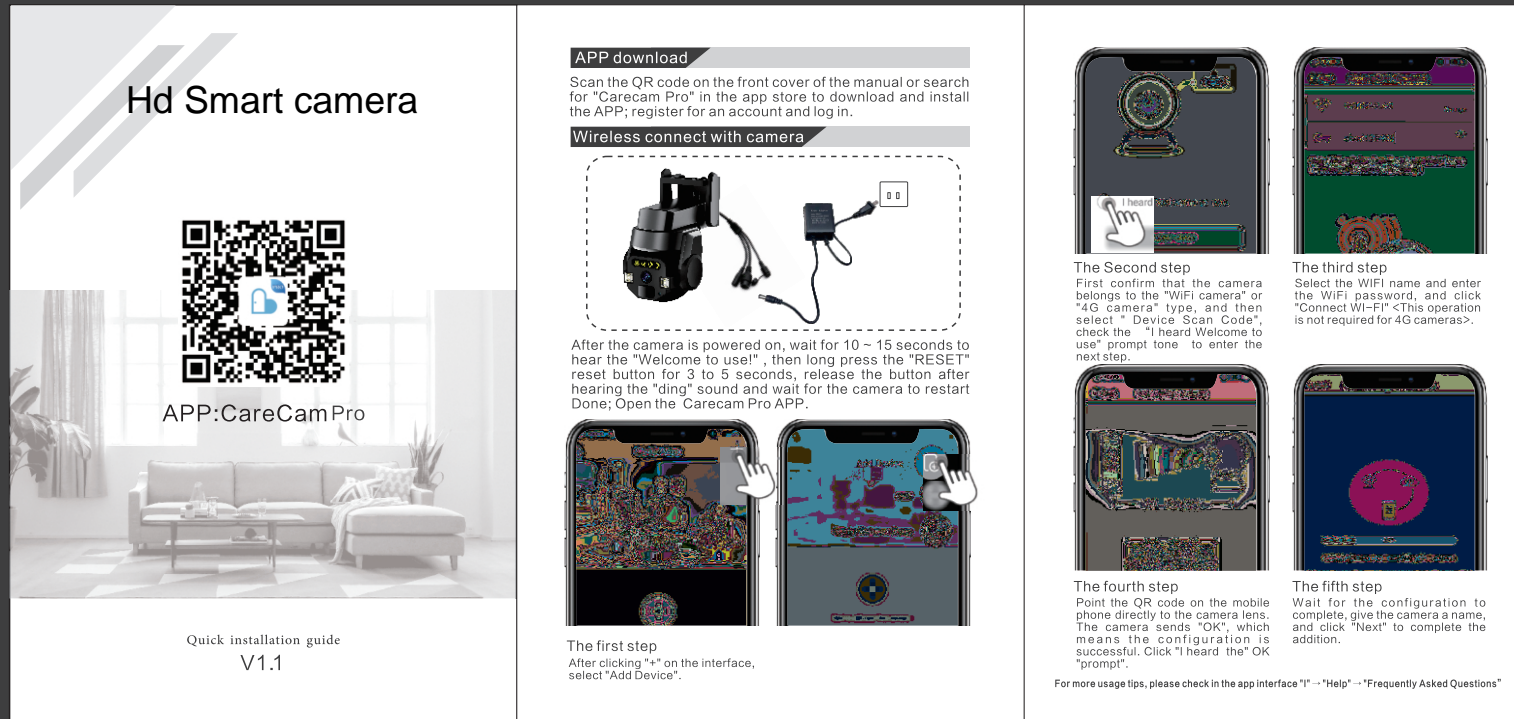 Hd Smart camera
APP:CareCam Pro
Quick installation guide
V1.1
APP download
Scan the QR code on the front cover of the manual or search
for "Carecam Pro" in the app store to download and install
the APP; register for an account and log in.
Wireless connect with camera
After the camera is powered on, wait for 10 ~ 15 seconds to
hear the "Welcome to use!" , then long press the "RESET"
reset button for 3 to 5 seconds, release the button after
hearing the "ding" sound and wait for the camera to restart
Done; Open the Carecam Pro APP.
The first step
After clicking "+" on the interface,
select "Add Device".
I heard
The Second step
First confirm that the camera
belongs to the "WiFi camera" or
"4G camera" type, and then
select " Device Scan Code",
check the "I heard Welcome to
use" prompt tone to enter the
next step.
The third step
Select the WIFI name and enter
the WiFi password, and click
"Connect WI-FI" <This operation
is not required for 4G cameras>.
The fourth step
Point the QR code on the mobile
phone directly to the camera lens.
The camera sends "OK", which
means the configuration is
successful. Click "I heard the" OK
"prompt".
The fifth step
Wait for the configuration to
complete, give the camera a name,
and click "Next" to complete the
addition.
For more usage tips, please check in the app interface "I" → "Help" → "Frequently Asked Questions"